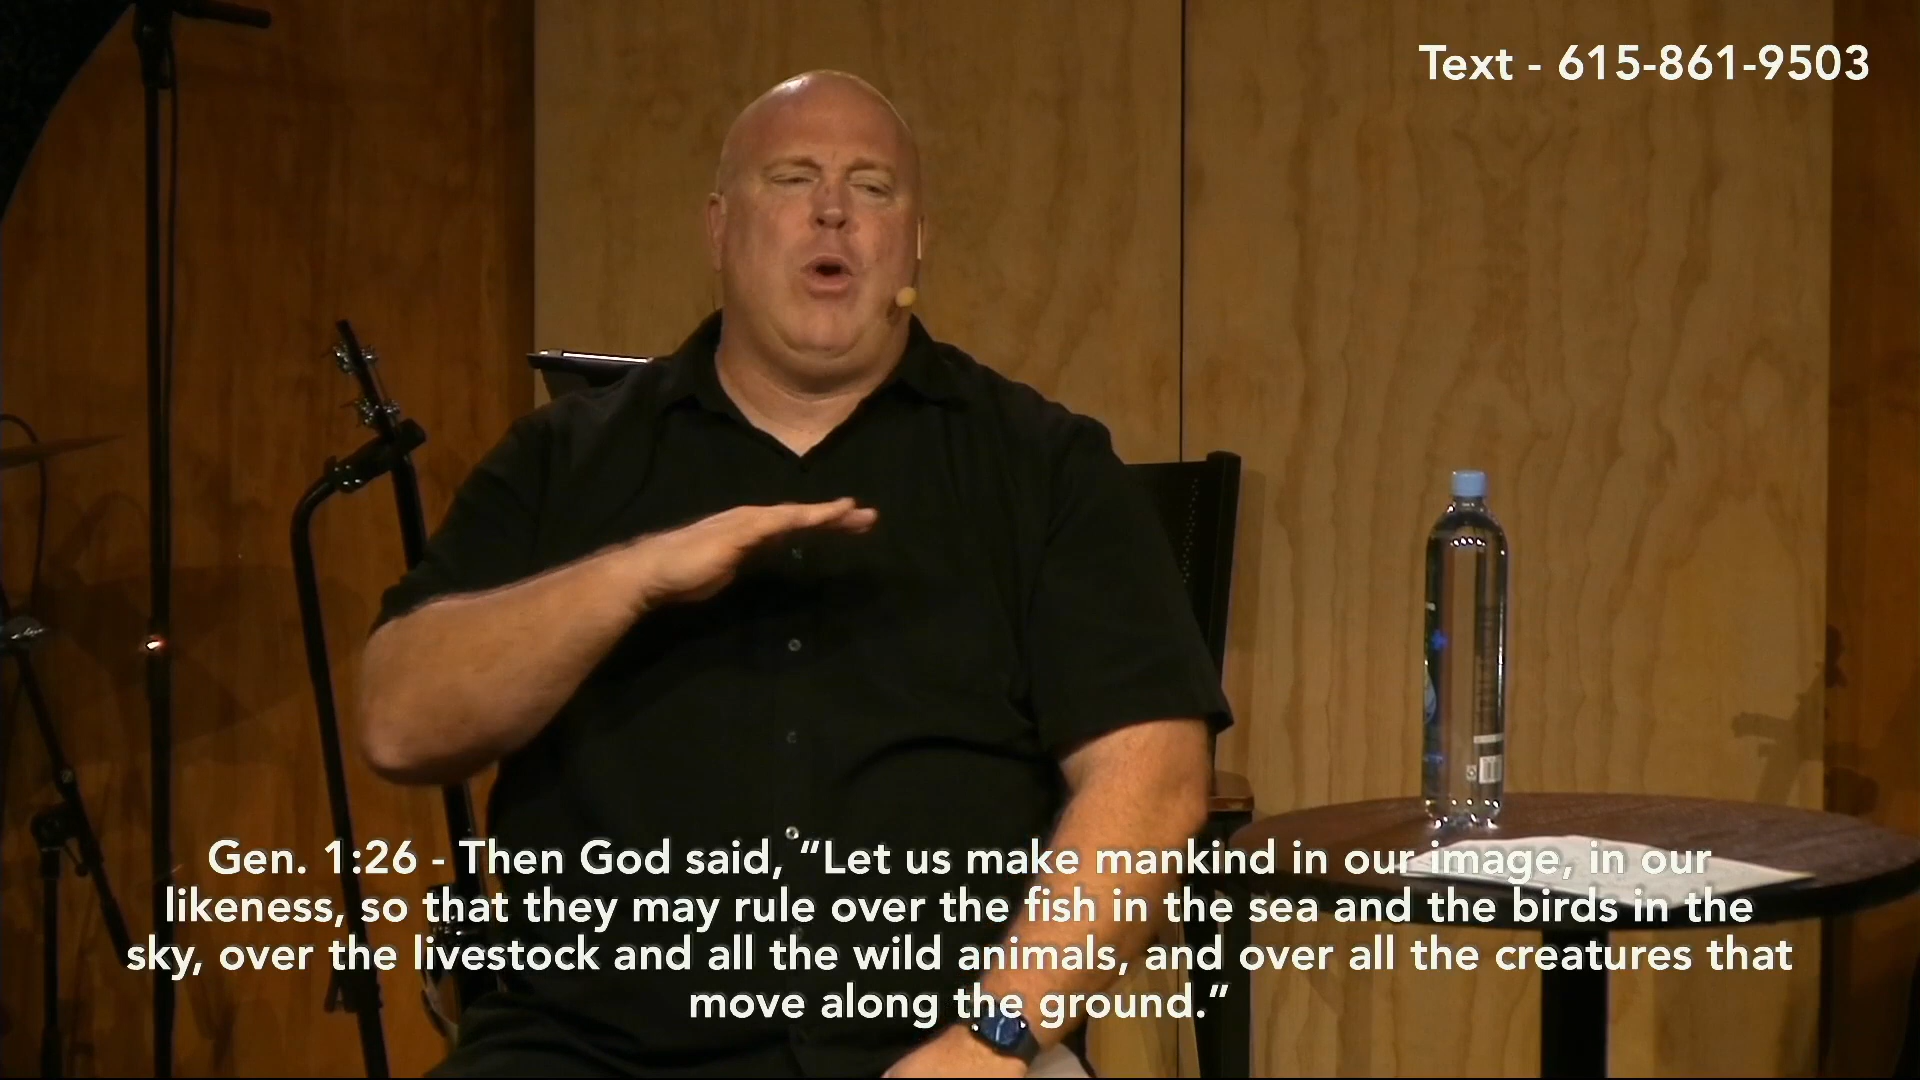 Text - 615-861-9503
Gen. 1:26 - Then God said, “Let us make mankind in our image, in our
likeness, so that they may rule over the fish in the sea and the birds in the
sky, over the livestock and all the wild animals, and over all the creatures that
move along the ground.”